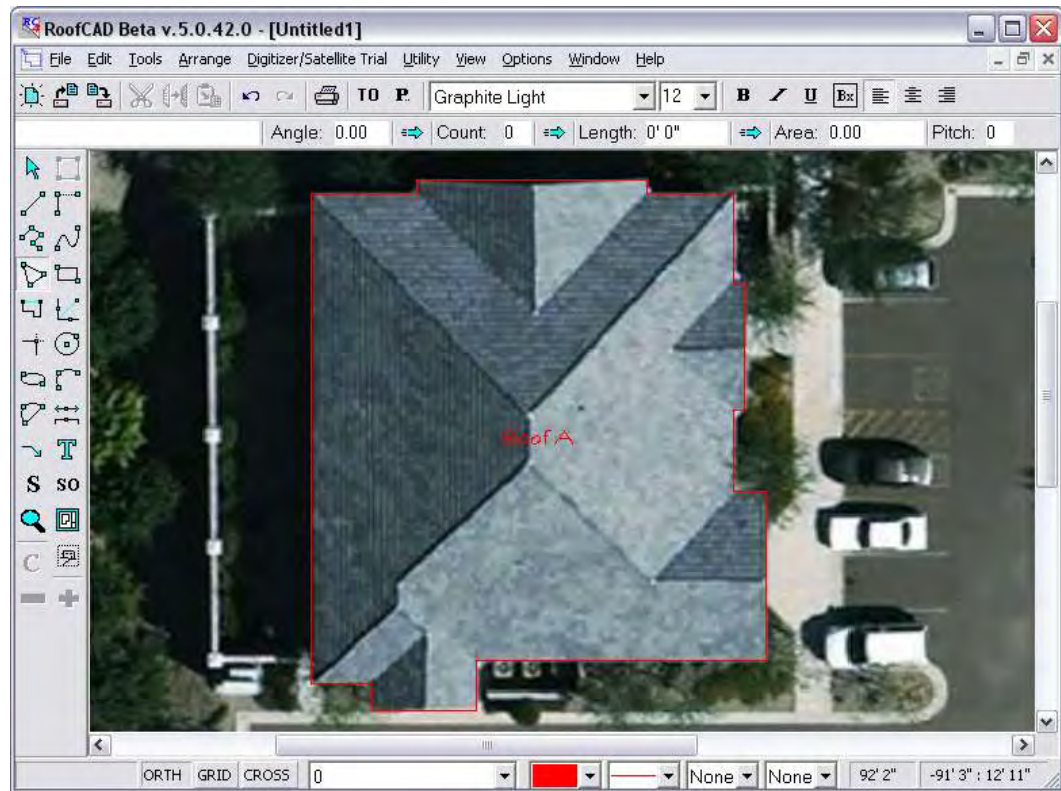 RoofCAD Beta v.5.0.42.0 - [Untitled1]
File Edit Tools Arrange Digitizer/Satellite Trial Utility View Options Window Help
TO P. Graphite Light 12 B I U Bx
Angle: 0.00 Count: 0 Length: 0' 0" Area: 0.00 Pitch: 0
Roof A
T
S SO
C
ORTH GRID CROSS 0 None None 92' 2" -91' 3" : 12' 11"